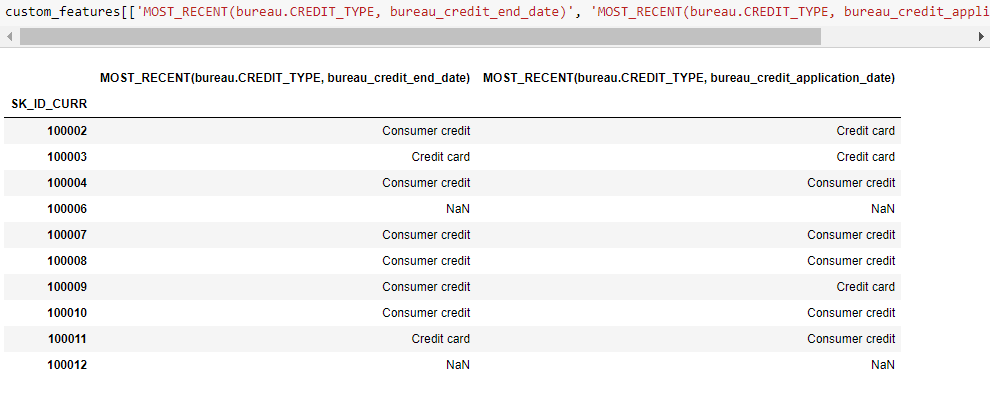 custom_features[['MOST_RECENT(bureau.CREDIT_TYPE, bureau_credit_end_date)', 'MOST_RECENT(bureau.CREDIT_TYPE, bureau_credit_appli
MOST_RECENT(bureau.CREDIT_TYPE, bureau_credit_end_date) MOST_RECENT(bureau.CREDIT_TYPE, bureau_credit_application_date)
SK_ID_CURR
100002 Consumer credit Credit card
100003 Credit card Credit card
100004 Consumer credit Consumer credit
100006 NaN NaN
100007 Consumer credit Consumer credit
100008 Consumer credit Consumer credit
100009 Consumer credit Credit card
100010 Consumer credit Consumer credit
100011 Credit card Consumer credit
100012 NaN NaN